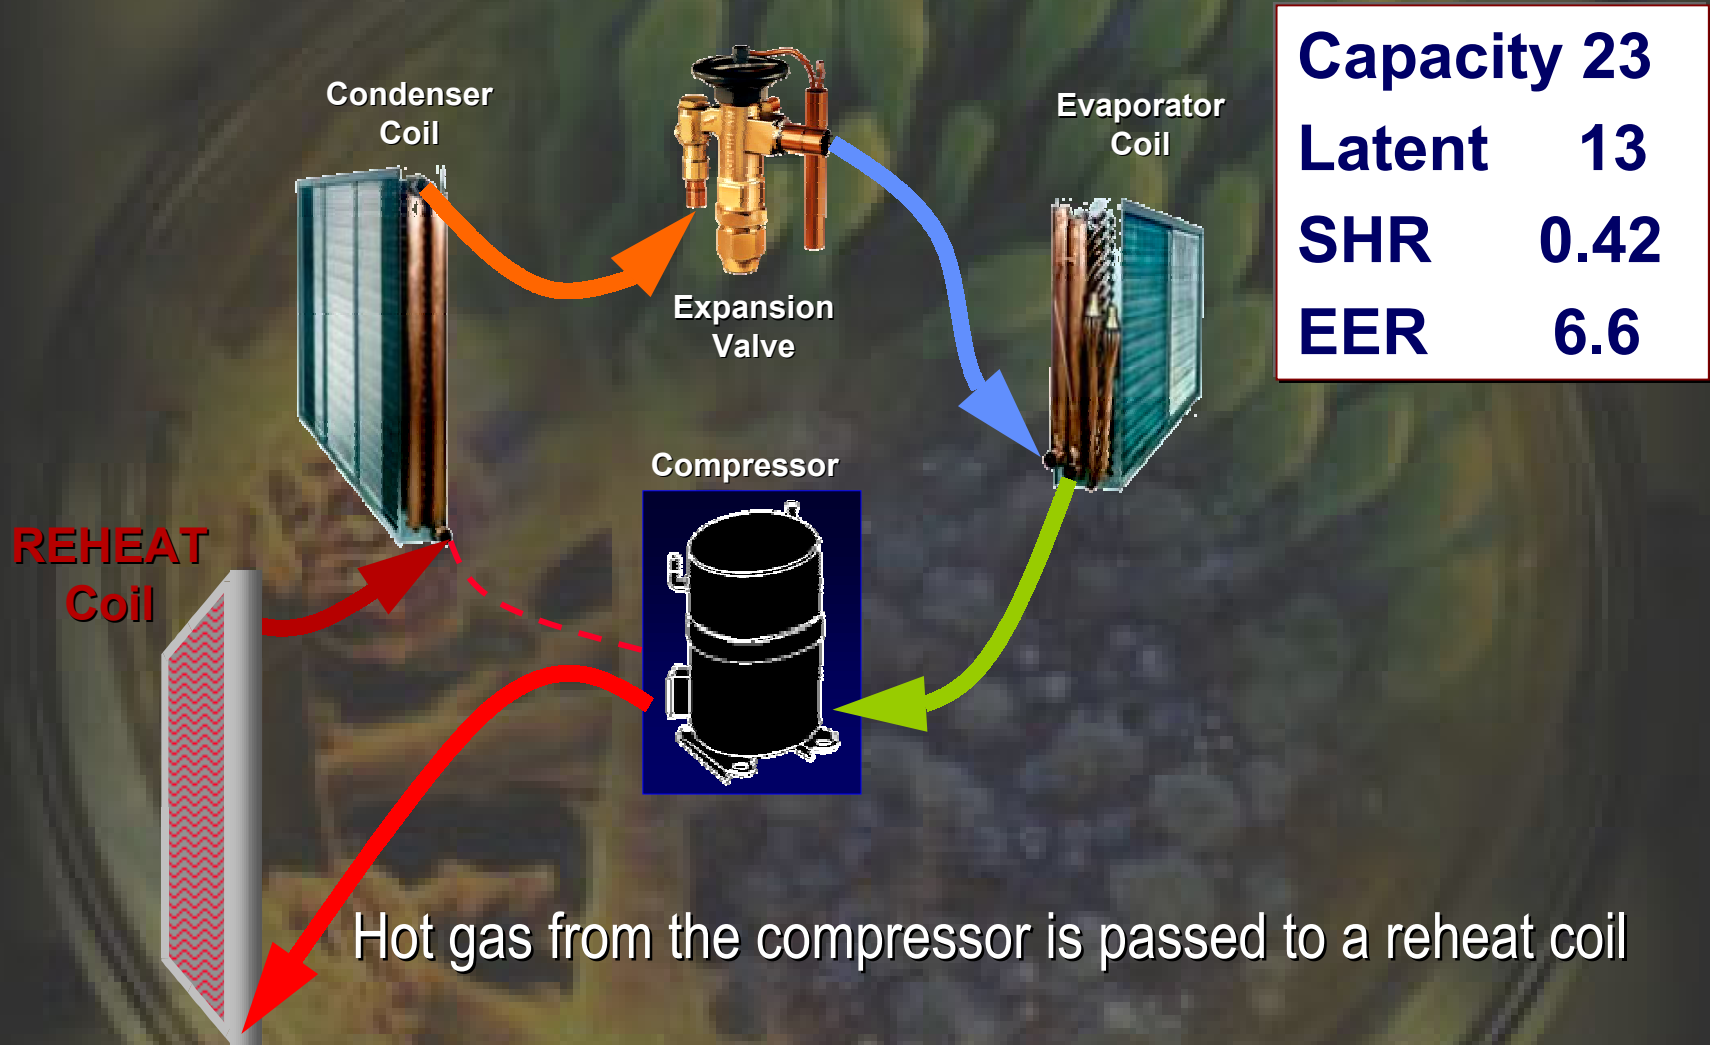 Condenser
Coil
Expansion
Valve
Evaporator
Coil
Capacity 23
Latent 13
SHR 0.42
EER 6.6
Compressor
REHEAT
Coil
Hot gas from the compressor is passed to a reheat coil